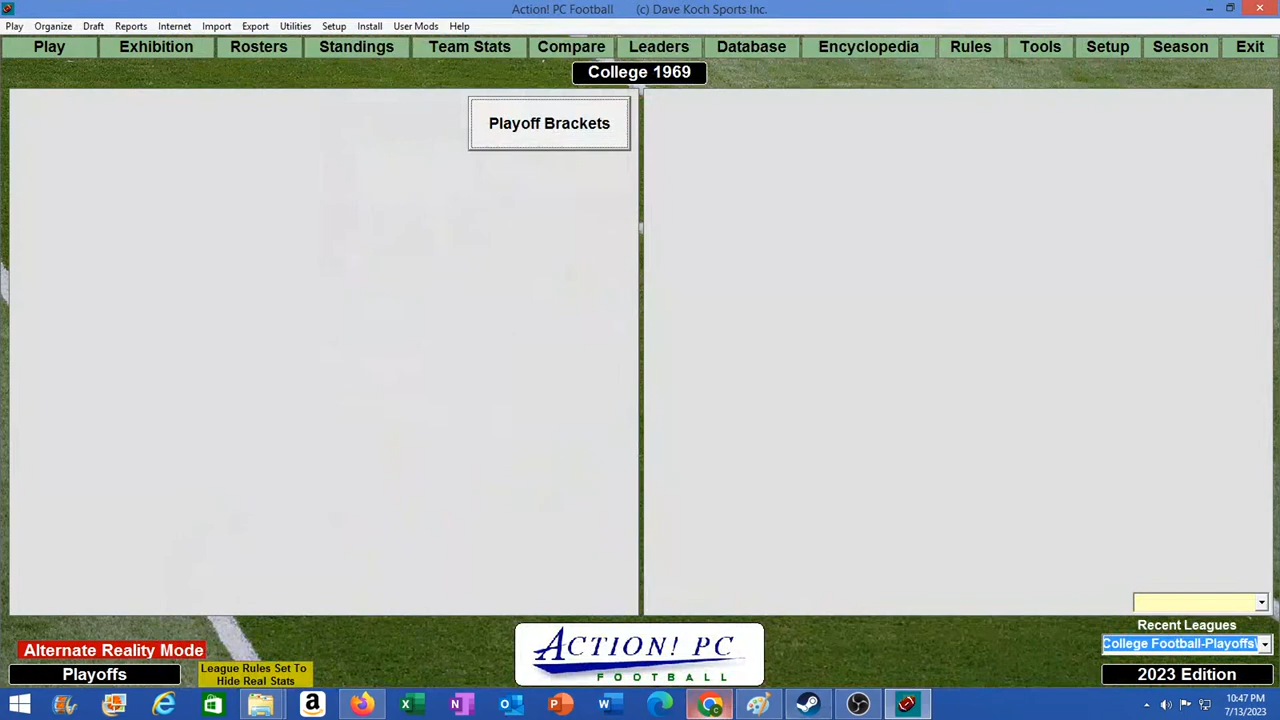 Action! PC Football (c) Dave Koch Sports Inc.
Play Organize Draft Reports Internet Import Export Utilities Setup Install User Mods Help
Play Exhibition Rosters Standings Team Stats Compare Leaders Database Encyclopedia Rules Tools Setup Season Exit
College 1969
Playoff Brackets
Recent Leagues
College Football-Playoffs\
Alternate Reality Mode
Playoffs
League Rules Set To
Hide Real Stats
ACTION! PC
FOOTBALL
2023 Edition
10:47 PM
7/13/2023